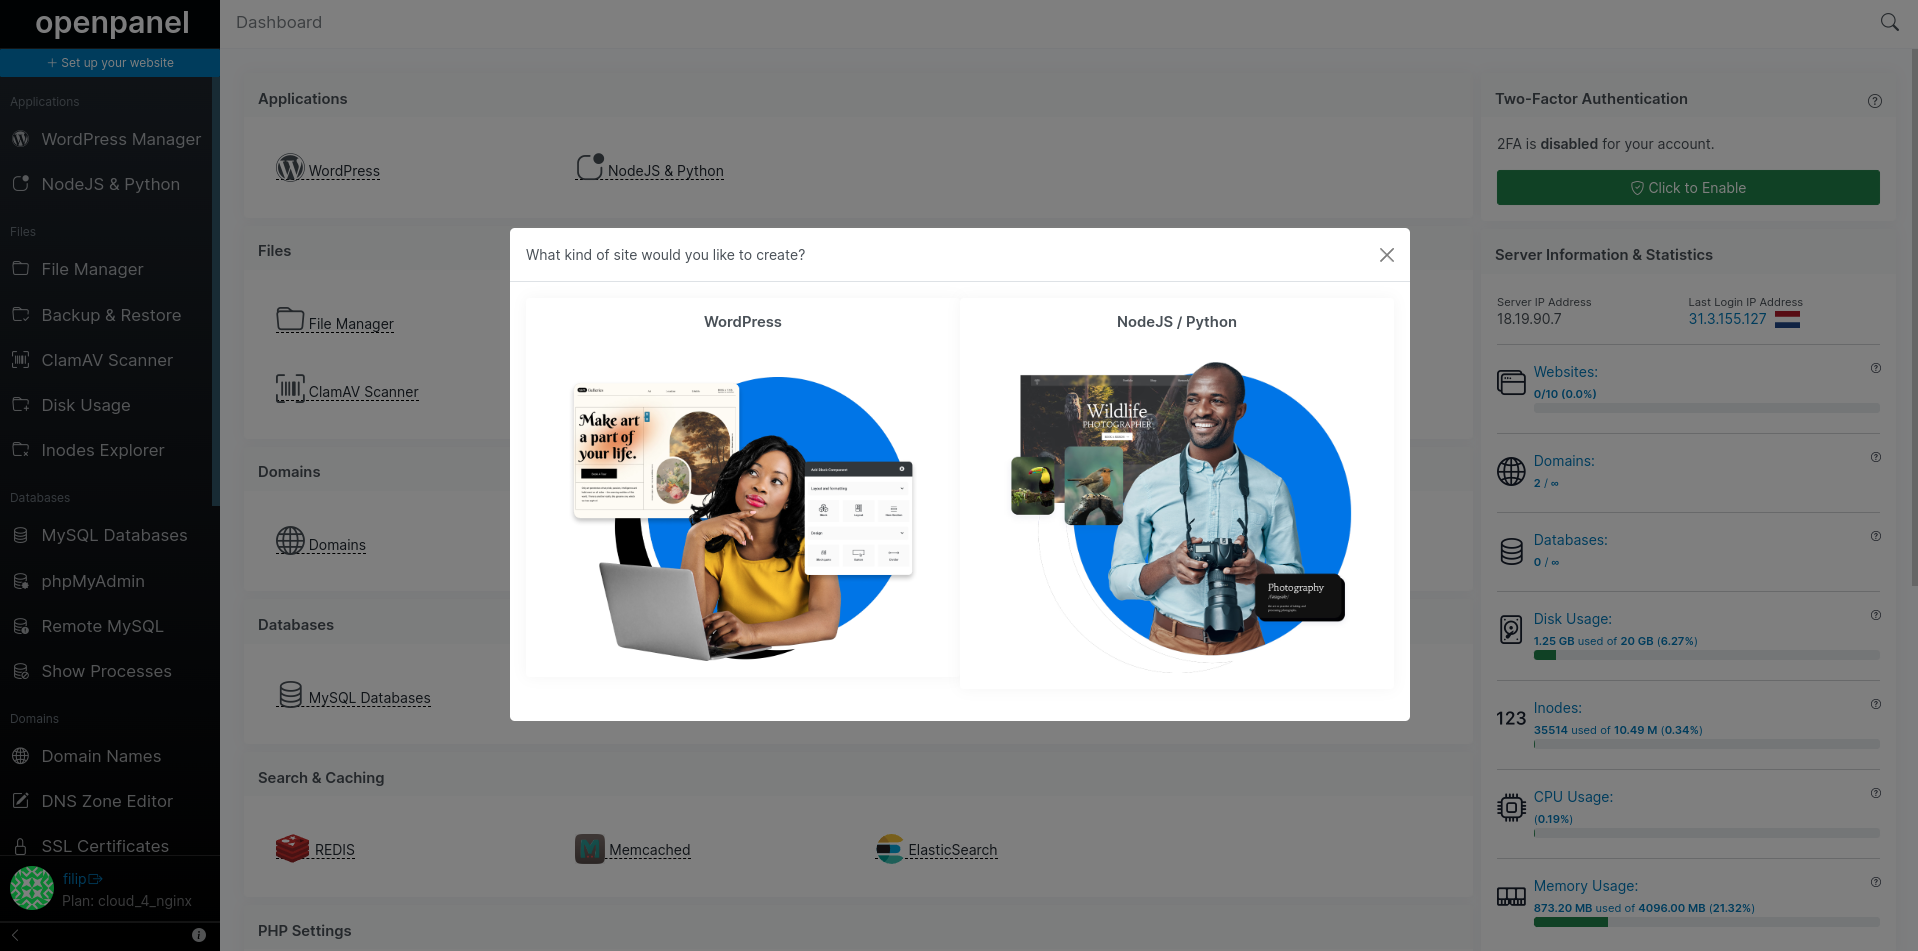 openpanel
Dashboard
+ Set up your website
Applications
WordPress Manager
NodeJS & Python
Files
File Manager
Backup & Restore
ClamAV Scanner
Disk Usage
Inodes Explorer
Databases
MySQL Databases
phpMyAdmin
Remote MySQL
Show Processes
Domains
Domain Names
DNS Zone Editor
SSL Certificates
filip
Plan: cloud_4_nginx
Applications
WordPress
NodeJS & Python
Files
File Manager
ClamAV Scanner
Domains
Domains
Databases
MySQL Databases
Search & Caching
REDIS
Memcached
ElasticSearch
PHP Settings
What kind of site would you like to create?
WordPress
Make art
a part of
your life.
Add Block Component
Layout and formatting
Design
NodeJS / Python
Wildlife
PHOTOGRAPHER
Photography
Two-Factor Authentication
2FA is disabled for your account.
Click to Enable
Server Information & Statistics
Server IP Address
18.19.90.7
Last Login IP Address
31.3.155.127
Websites:
0/10 (0.0%)
Domains:
2 / ∞
Databases:
0 / ∞
Disk Usage:
1.25 GB used of 20 GB (6.27%)
123
Inodes:
35514 used of 10.49 M (0.34%)
CPU Usage:
(0.19%)
Memory Usage:
873.20 MB used of 4096.00 MB (21.32%)